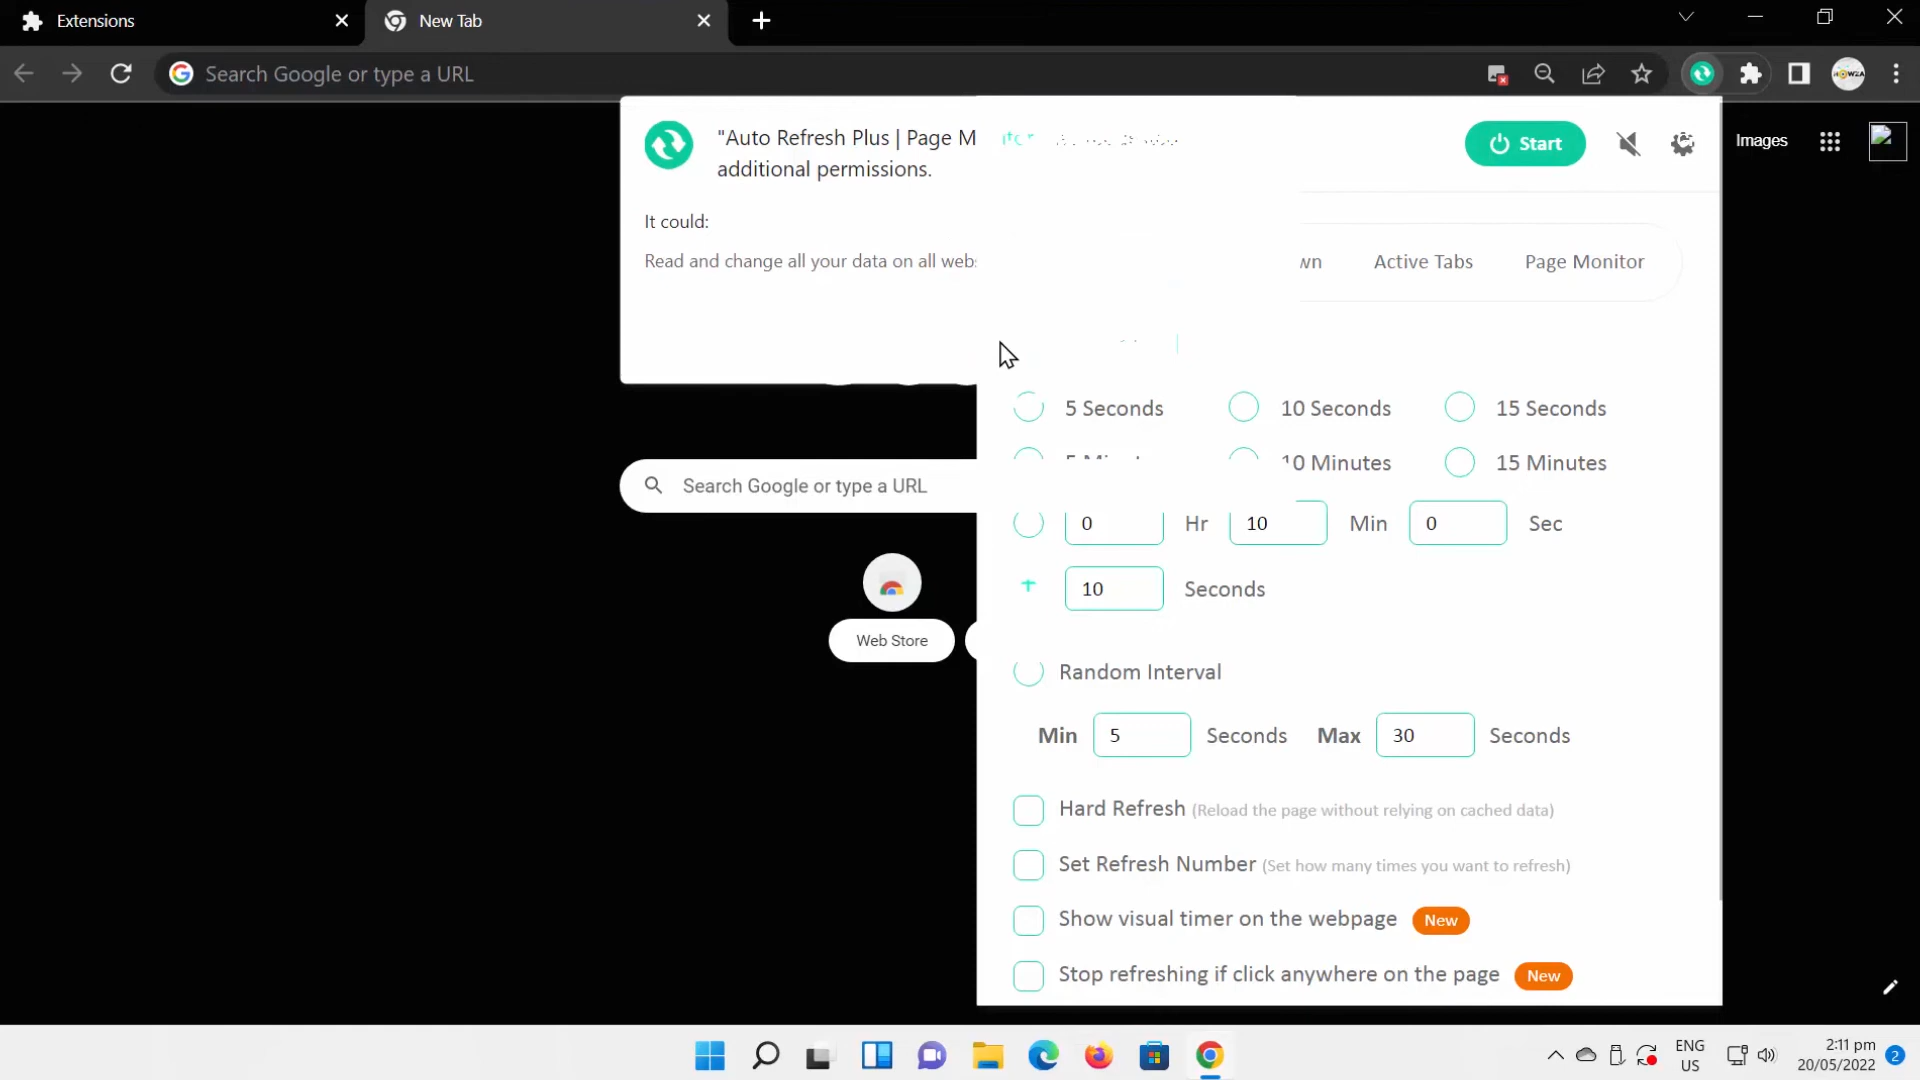 Extensions
New Tab
Search Google or type a URL
"Auto Refresh Plus | Page M
additional permissions.
It could:
Read and change all your data on all web
Start
Images
wn
Active Tabs
Page Monitor
5 Seconds
10 Seconds
15 Seconds
10 Minutes
15 Minutes
Search Google or type a URL
0 Hr 10 Min 0 Sec
10 Seconds
Web Store
Random Interval
Min 5 Seconds Max 30 Seconds
Hard Refresh (Reload the page without relying on cached data)
Set Refresh Number (Set how many times you want to refresh)
Show visual timer on the webpage New
Stop refreshing if click anywhere on the page New
ENG
US
2:11 pm
20/05/2022
2